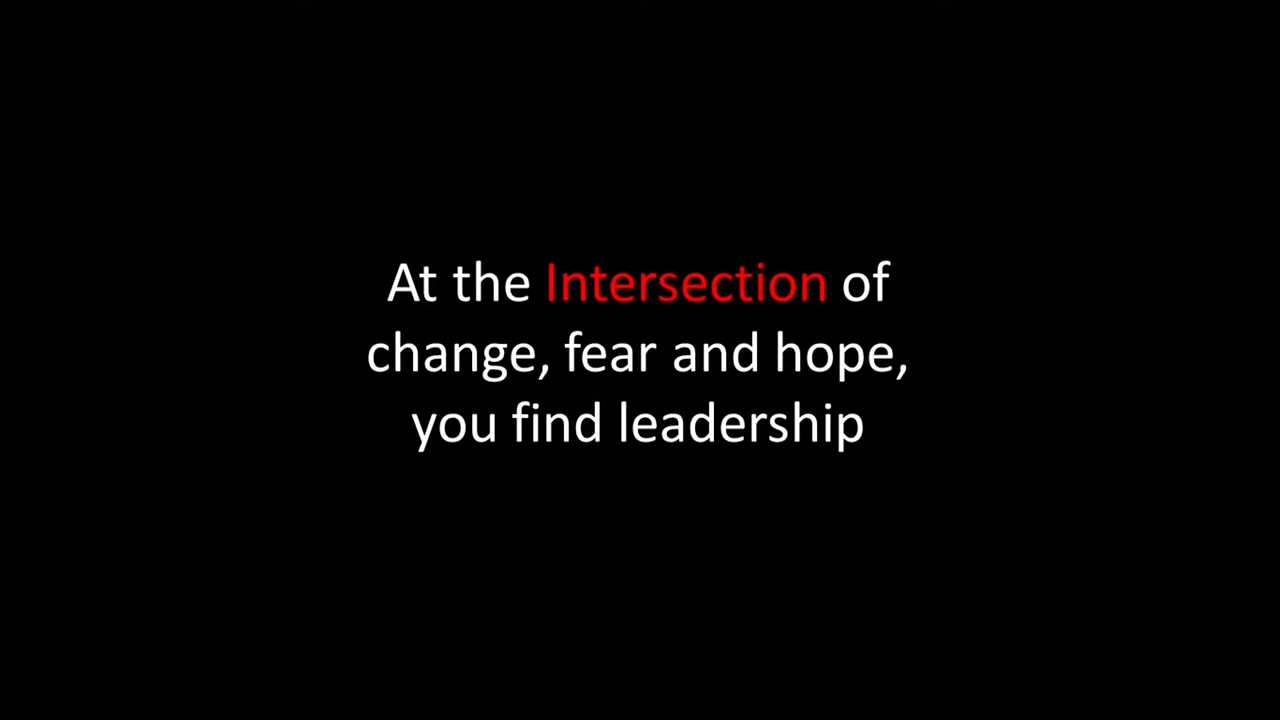 At the Intersection of
change, fear and hope,
you find leadership